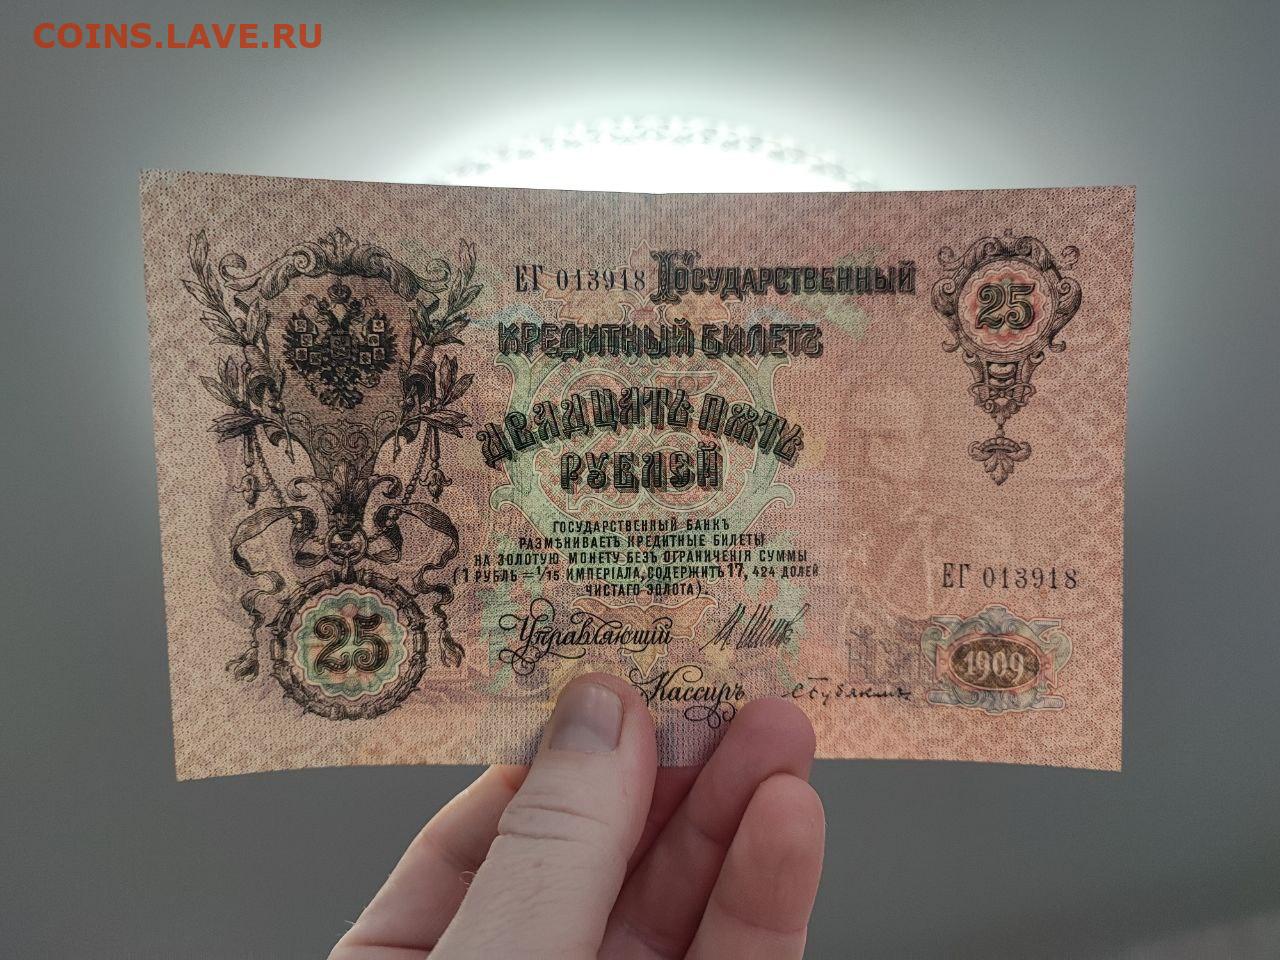 COINS.LAVE.RU
ЕГ 013918 Государственный
25
кредитный билетъ
двадцать пять
рублей
ГОСУДАРСТВЕННЫЙ БАНКЪ
РАЗМѢНИВАЕТЪ КРЕДИТНЫЕ БИЛЕТЫ
НА ЗОЛОТУЮ МОНЕТУ БЕЗЪ ОГРАНИЧЕНІЯ СУММЫ
(1 РУБЛЬ = 1/15 ИМПЕРІАЛА, СОДЕРЖИТЪ 17, 424 ДОЛЕЙ
ЧИСТАГО ЗОЛОТА).
ЕГ 013918
25
Управляющий
1909
Кассиръ